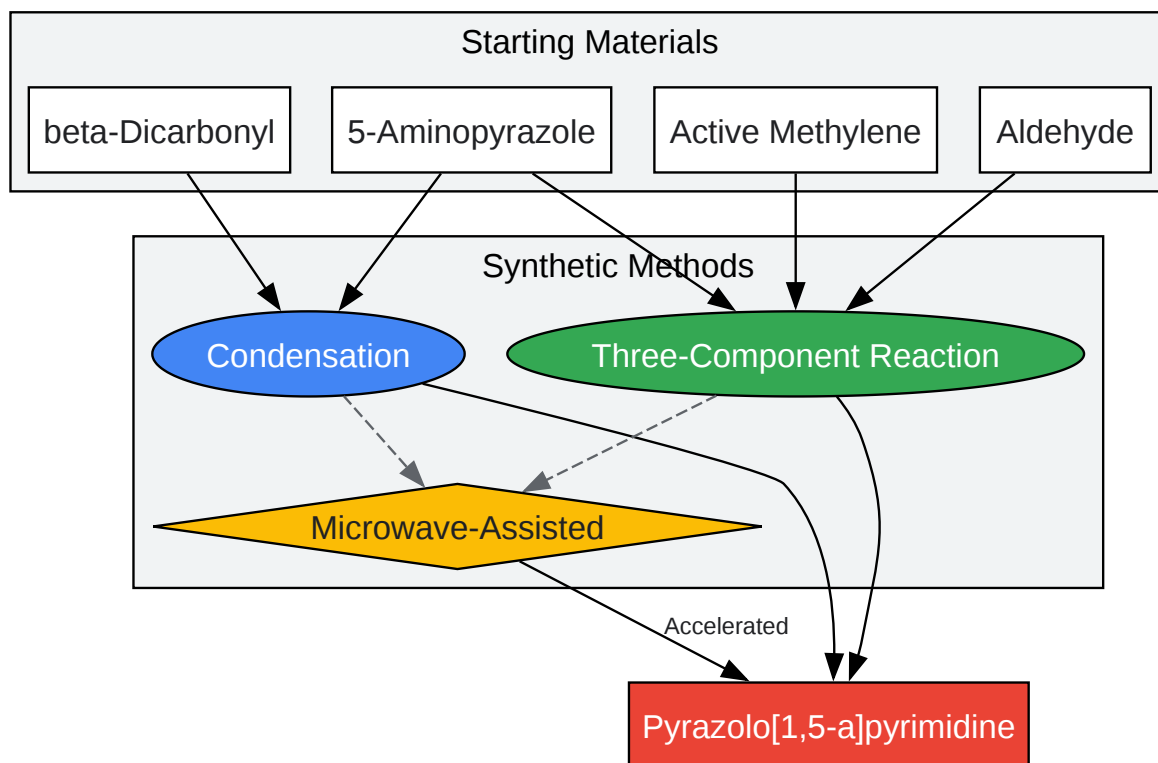 Starting Materials
beta-Dicarbonyl
5-Aminopyrazole
Active Methylene
Aldehyde
Synthetic Methods
Condensation
Three-Component Reaction
Microwave-Assisted
Accelerated
Pyrazolo[1,5-a]pyrimidine